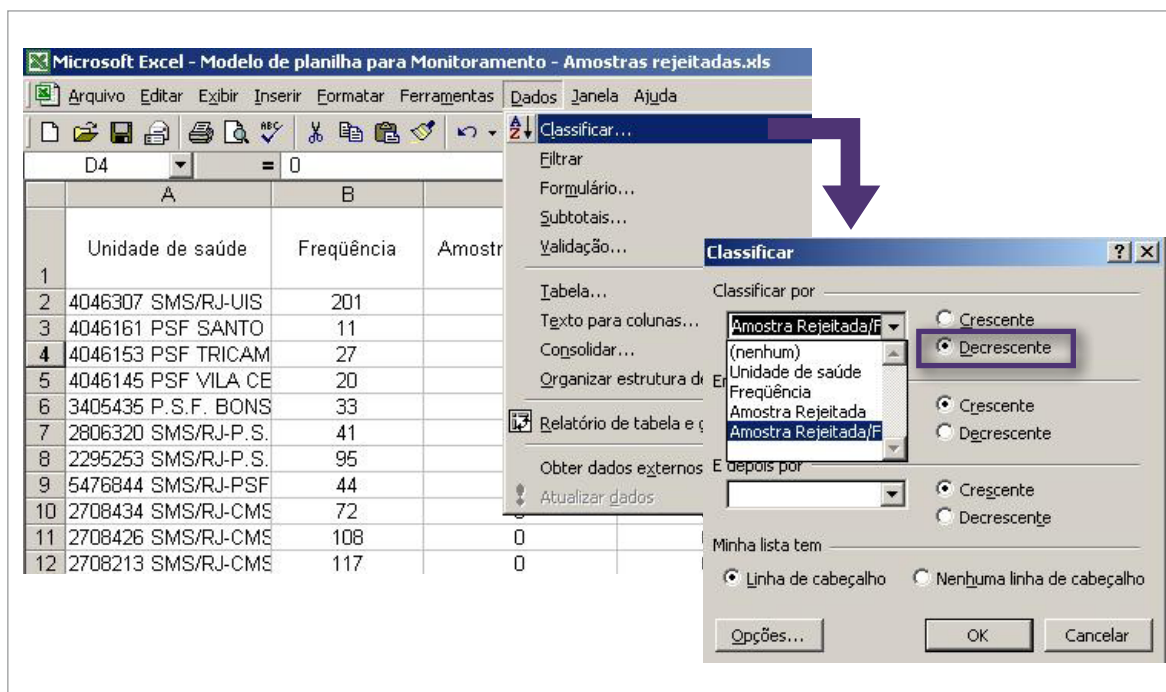 Microsoft Excel - Modelo de planilha para Monitoramento - Amostras rejeitadas.xls
Arquivo Editar Exibir Inserir Formatar Ferramentas Dados Janela Ajuda
D4 = 0
A B
1 Unidade de saúde Freqüência Amostr
2 4046307 SMS/RJ-UIS 201
3 4046161 PSF SANTO 11
4 4046153 PSF TRICAM 27
5 4046145 PSF VILA CE 20
6 3405435 P.S.F. BONS 33
7 2806320 SMS/RJ-P.S. 41
8 2295253 SMS/RJ-P.S. 95
9 5476844 SMS/RJ-PSF 44
10 2708434 SMS/RJ-CMS 72
11 2708426 SMS/RJ-CMS 108 0
12 2708213 SMS/RJ-CMS 117 0
Classificar...
Filtrar
Formulário...
Subtotais...
Validação...
Tabela...
Texto para colunas...
Consolidar...
Organizar estrutura d
Relatório de tabela e
Obter dados externos
Atualizar dados
Classificar
Classificar por
Amostra Rejeitada/F
Crescente
Decrescente
(nenhum)
Unidade de saúde
Freqüência
Amostra Rejeitada
Amostra Rejeitada/F
Crescente
Decrescente
E depois por
Crescente
Decrescente
Minha lista tem
Linha de cabeçalho Nenhuma linha de cabeçalho
Opções... OK Cancelar